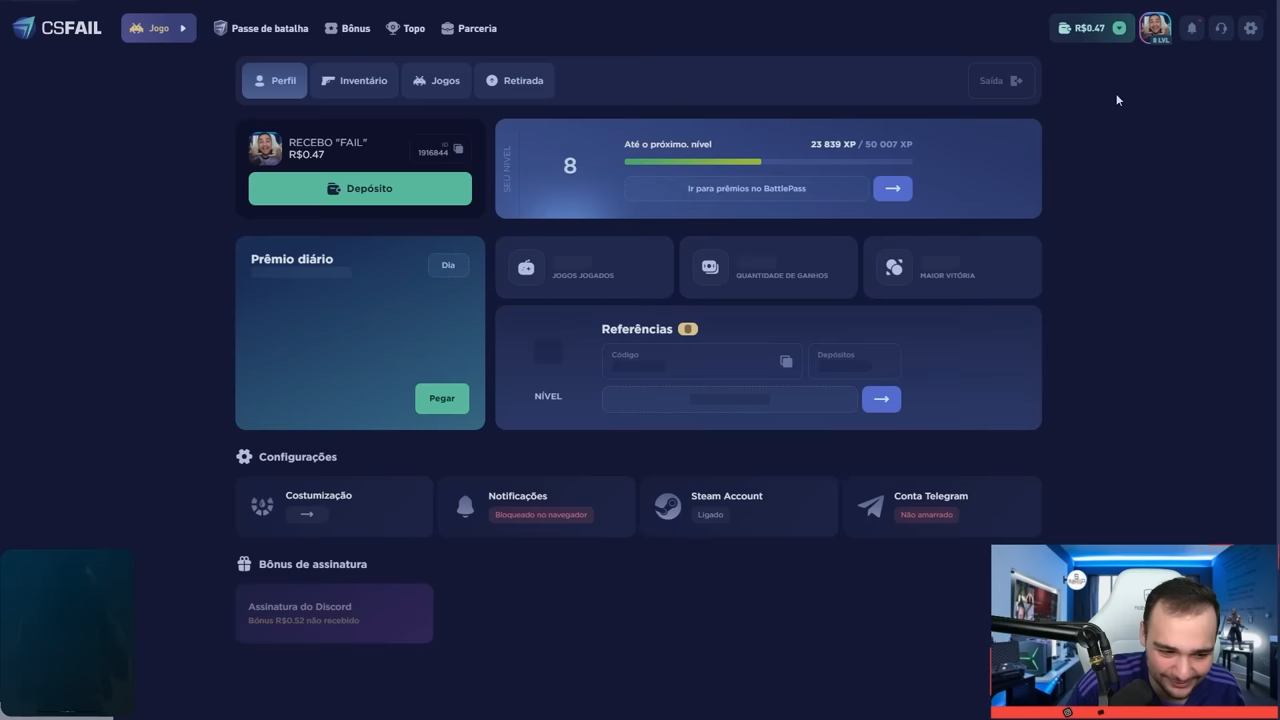 CSFAIL
Jogo
Passe de batalha
Bônus
Topo
Parceria
R$0.47
8 LVL
Perfil
Inventário
Jogos
Retirada
Saída
RECEBO "FAIL"
R$0.47
ID
1916844
Depósito
SEU NÍVEL
8
Até o próximo. nível
23 839 XP / 50 007 XP
Ir para prêmios no BattlePass
Prêmio diário
Dia
Pegar
JOGOS JOGADOS
QUANTIDADE DE GANHOS
MAIOR VITÓRIA
Referências
Código
Depósitos
NÍVEL
Configurações
Costumização
Notificações
Bloqueado no navegador
Steam Account
Ligado
Conta Telegram
Não amarrado
Bônus de assinatura
Assinatura do Discord
Bónus R$0.52 não recebido